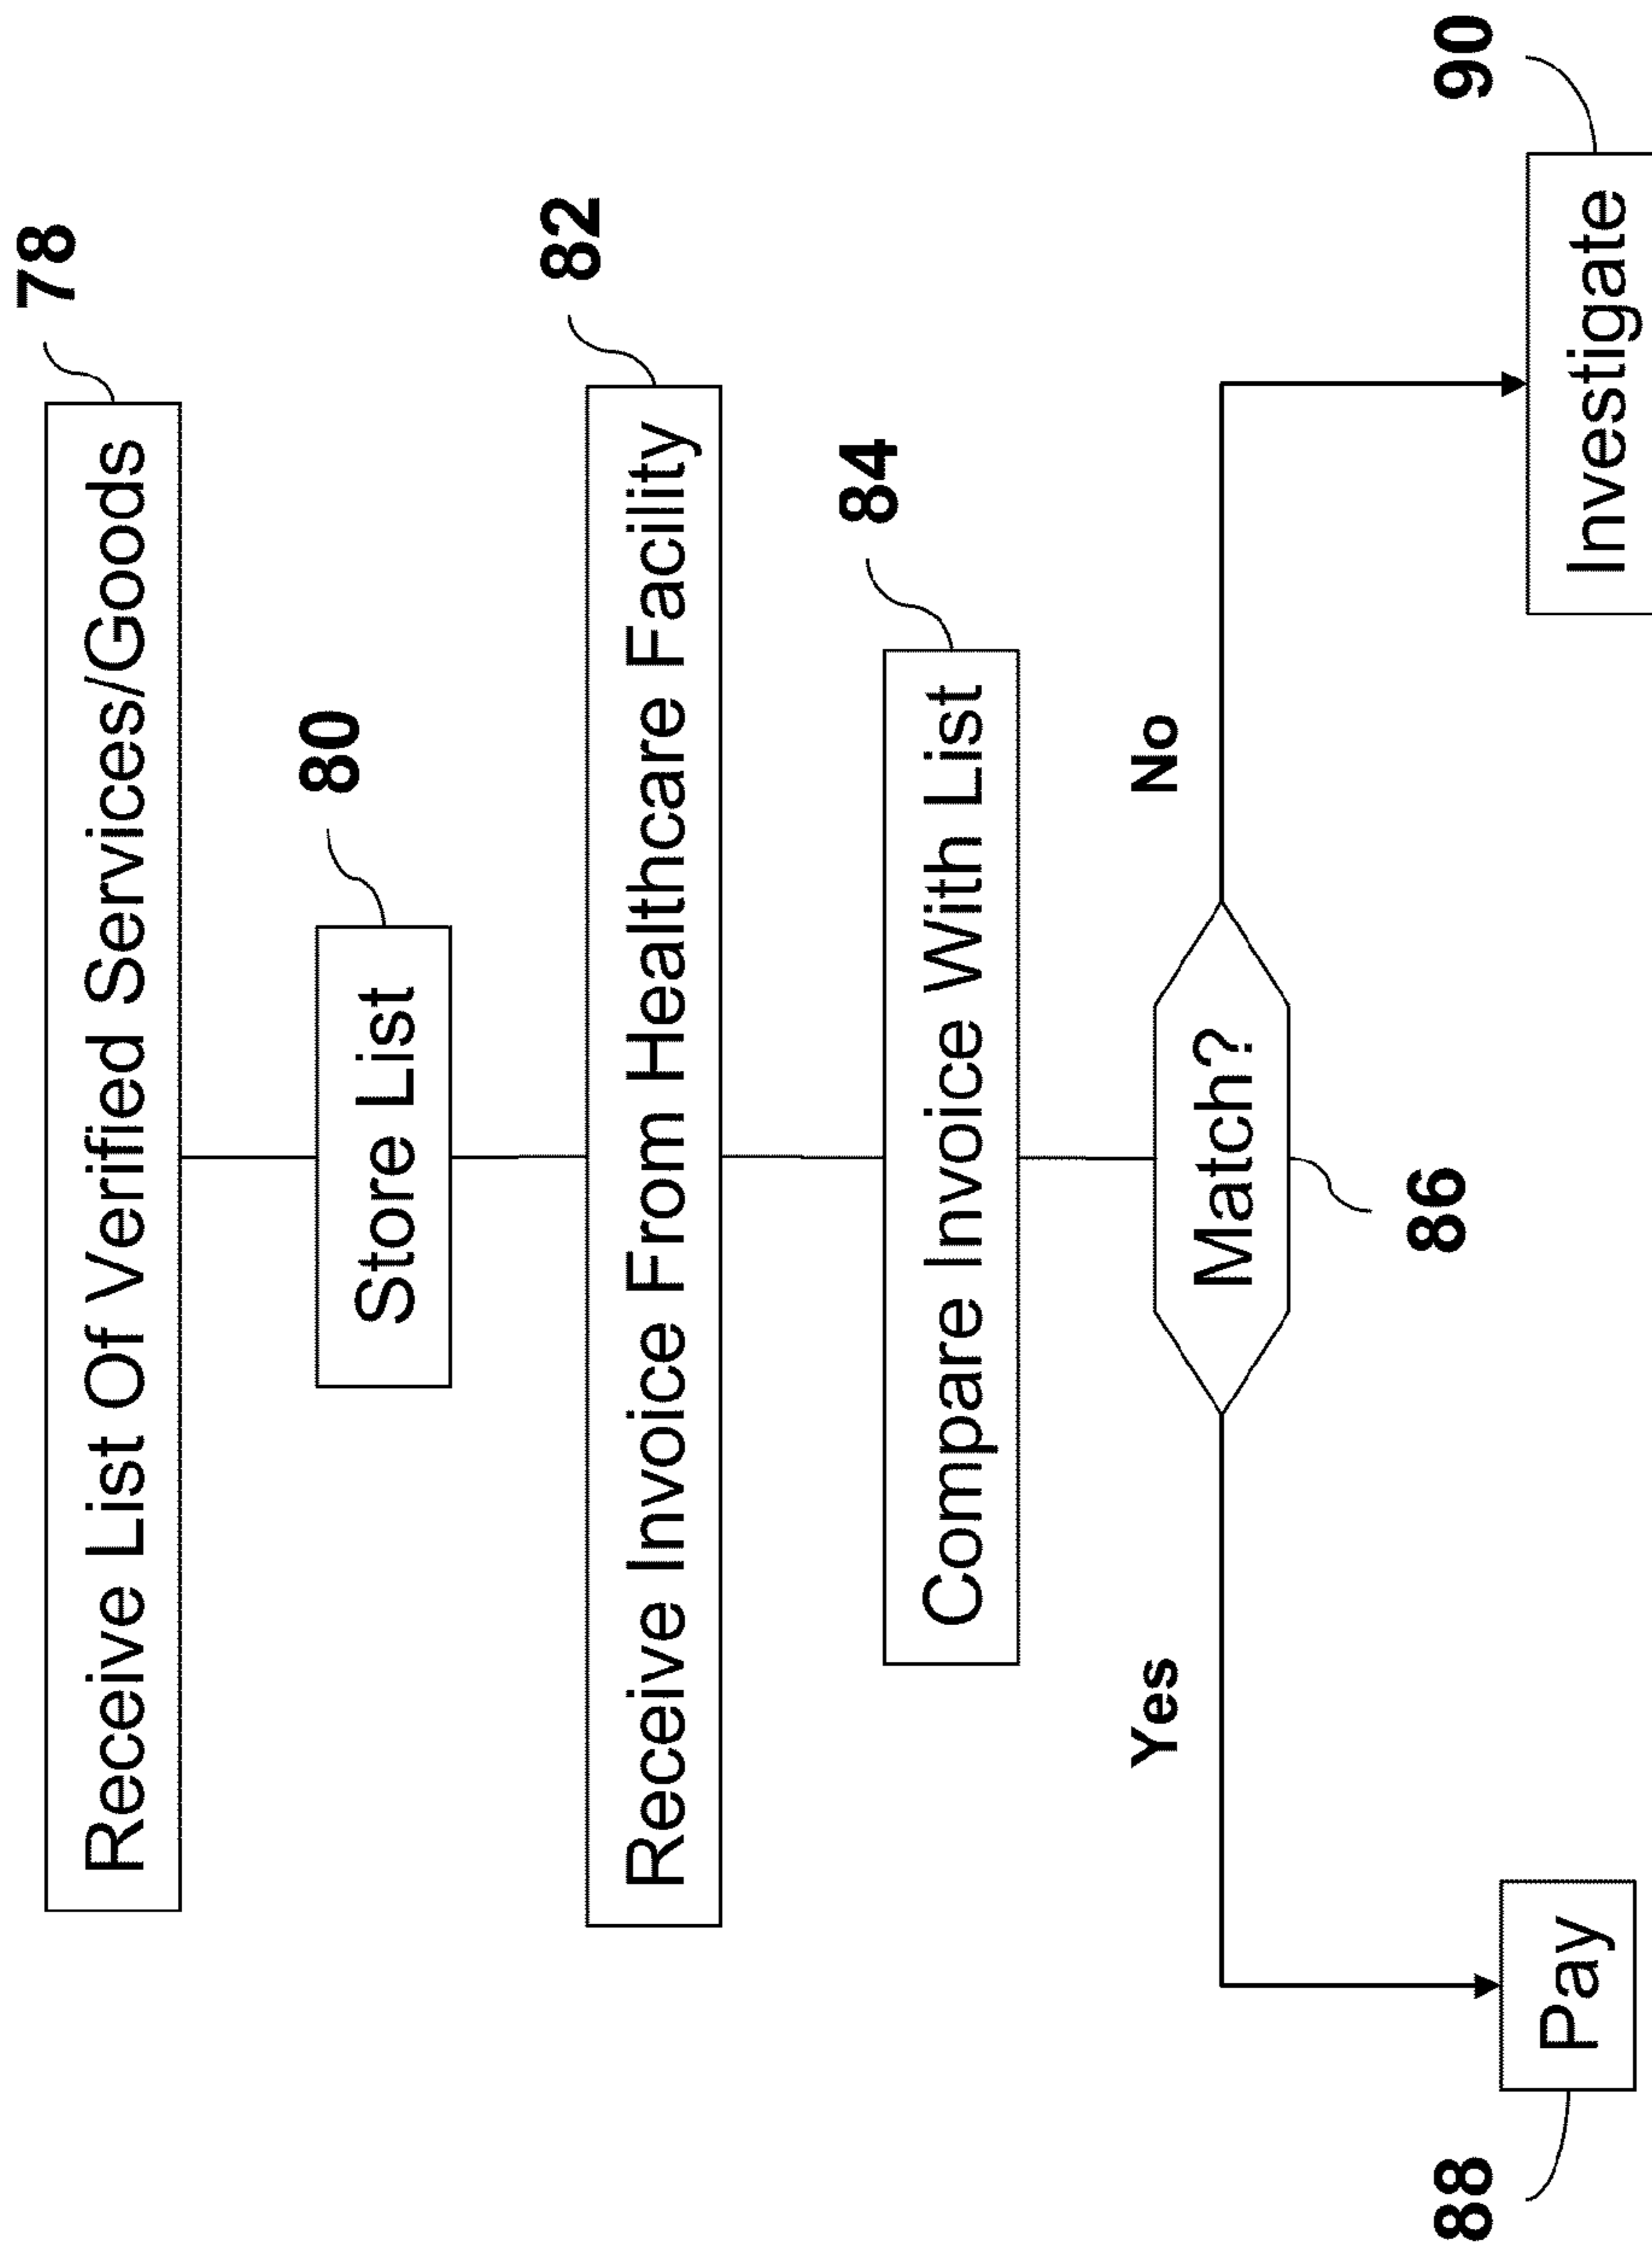 78
Receive List Of Verified Services/Goods
80
Store List
82
Receive Invoice From Healthcare Facility
84
Compare Invoice With List
Yes
No
Match?
86
88
Pay
90
Investigate